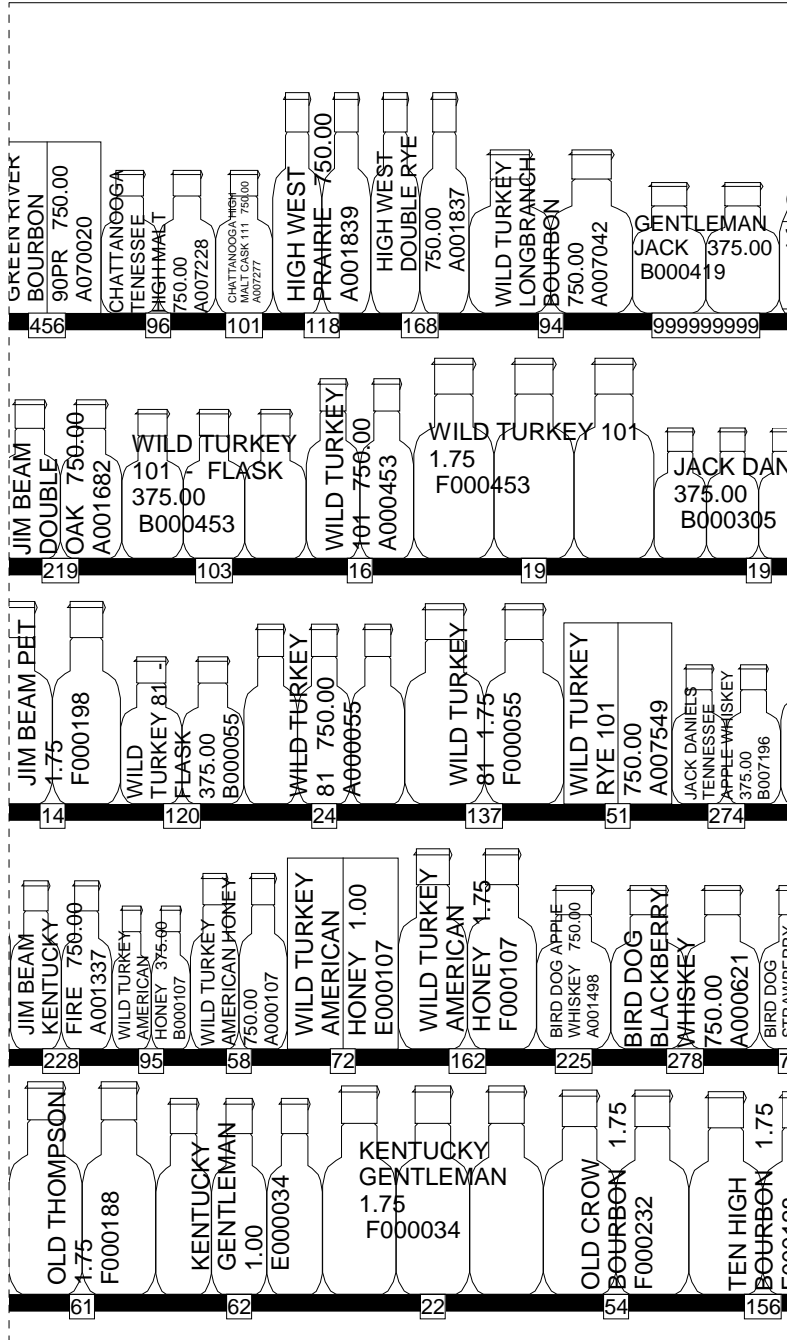 GREEN RIVER
BOURBON
90PR 750.00
A070020
CHATTANOOGA
TENESSEE
HIGH MALT
750.00
A007228
CHATTANOOGA HIGH
MALT CASK 111 750.00
A007277
HIGH WEST
PRAIRIE 750.00
A001839
HIGH WEST
DOUBLE RYE
750.00
A001837
WILD TURKEY
LONGBRANCH
BOURBON
750.00
A007042
GENTLEMAN
JACK 375.00
B000419
456
96
101
118
168
94
999999999
JIM BEAM
DOUBLE
OAK 750.00
A001682
WILD TURKEY
101 - FLASK
375.00
B000453
WILD TURKEY
101 750.00
A000453
WILD TURKEY 101
1.75
F000453
JACK DAN
375.00
B000305
219
103
16
19
19
JIM BEAM PET
1.75
F000198
WILD
TURKEY 81 -
FLASK
375.00
B000055
WILD TURKEY
81 750.00
A000055
WILD TURKEY
81 1.75
F000055
WILD TURKEY
RYE 101
750.00
A007549
JACK DANIELS
TENNESSEE
APPLE WHISKEY
375.00
B007196
14
120
24
137
51
274
JIM BEAM
KENTUCKY
FIRE 750.00
A001337
WILD TURKEY
AMERICAN
HONEY 375.00
B000107
WILD TURKEY
AMERICAN HONEY
750.00
A000107
WILD TURKEY
AMERICAN
HONEY 1.00
E000107
WILD TURKEY
AMERICAN
HONEY 1.75
F000107
BIRD DOG APPLE
WHISKEY 750.00
A001498
BIRD DOG
BLACKBERRY
WHISKEY
750.00
A000621
BIRD DOG
STRAWBERRY
228
95
58
72
162
225
278
7
OLD THOMPSON
1.75
F000188
KENTUCKY
GENTLEMAN
1.00
E000034
KENTUCKY
GENTLEMAN
1.75
F000034
OLD CROW
BOURBON 1.75
F000232
TEN HIGH
BOURBON 1.75
61
62
22
54
156